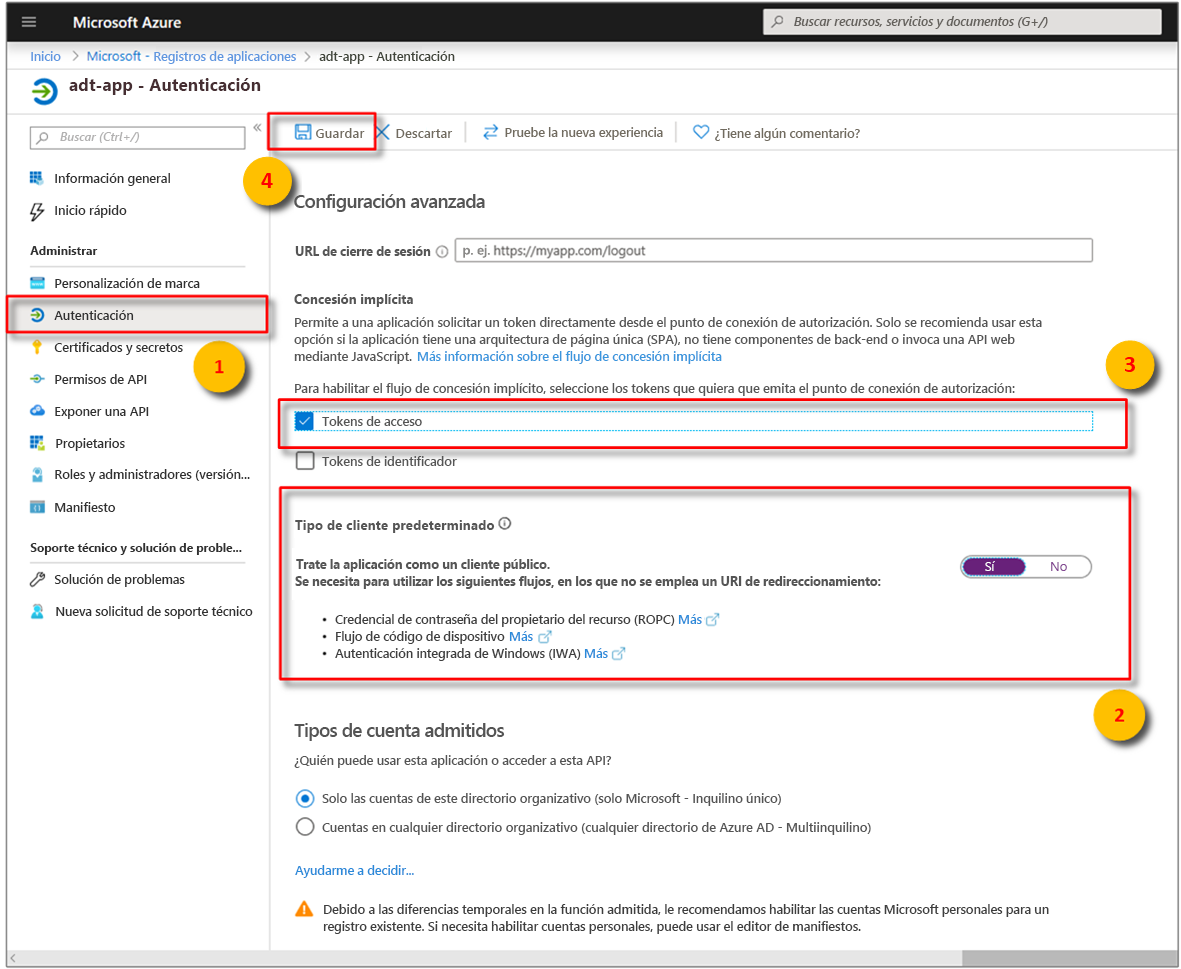 Microsoft Azure
Buscar recursos, servicios y documentos (G+/)
Inicio > Microsoft - Registros de aplicaciones > adt-app - Autenticación
adt-app - Autenticación
Buscar (Ctrl+/)
«
Guardar
Descartar
Pruebe la nueva experiencia
¿Tiene algún comentario?
4
Información general
Inicio rápido
Administrar
Personalización de marca
Autenticación
Certificados y secretos
1
Permisos de API
Exponer una API
Propietarios
Roles y administradores (versión...
Manifiesto
Soporte técnico y solución de proble...
Solución de problemas
Nueva solicitud de soporte técnico
Configuración avanzada
URL de cierre de sesión
p. ej. https://myapp.com/logout
Concesión implícita
Permite a una aplicación solicitar un token directamente desde el punto de conexión de autorización. Solo se recomienda usar esta
opción si la aplicación tiene una arquitectura de página única (SPA), no tiene componentes de back-end o invoca una API web
mediante JavaScript. Más información sobre el flujo de concesión implícita
3
Para habilitar el flujo de concesión implícito, seleccione los tokens que quiera que emita el punto de conexión de autorización:
Tokens de acceso
Tokens de identificador
Tipo de cliente predeterminado
Trate la aplicación como un cliente público.
Sí No
Se necesita para utilizar los siguientes flujos, en los que no se emplea un URI de redireccionamiento:
• Credencial de contraseña del propietario del recurso (ROPC) Más
• Flujo de código de dispositivo Más
• Autenticación integrada de Windows (IWA) Más
2
Tipos de cuenta admitidos
¿Quién puede usar esta aplicación o acceder a esta API?
Solo las cuentas de este directorio organizativo (solo Microsoft - Inquilino único)
Cuentas en cualquier directorio organizativo (cualquier directorio de Azure AD - Multiinquilino)
Ayudarme a decidir...
Debido a las diferencias temporales en la función admitida, le recomendamos habilitar las cuentas Microsoft personales para un
registro existente. Si necesita habilitar cuentas personales, puede usar el editor de manifiestos.